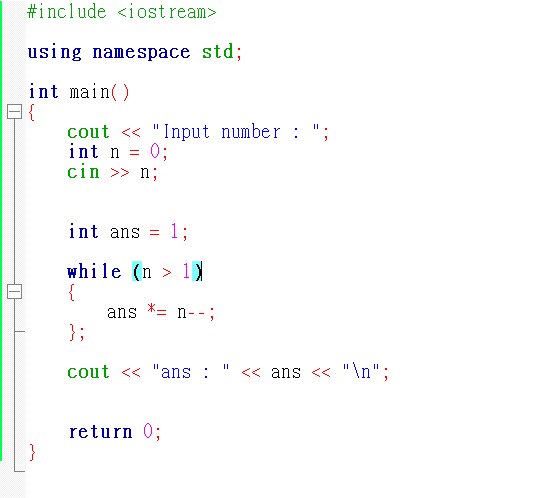 #include <iostream>
using namespace std;
int main()
{
cout << "Input number : ";
int n = 0;
cin >> n;
int ans = 1;
while (n > 1)
{
ans *= n--;
};
cout << "ans : " << ans << "\n";
return 0;
}